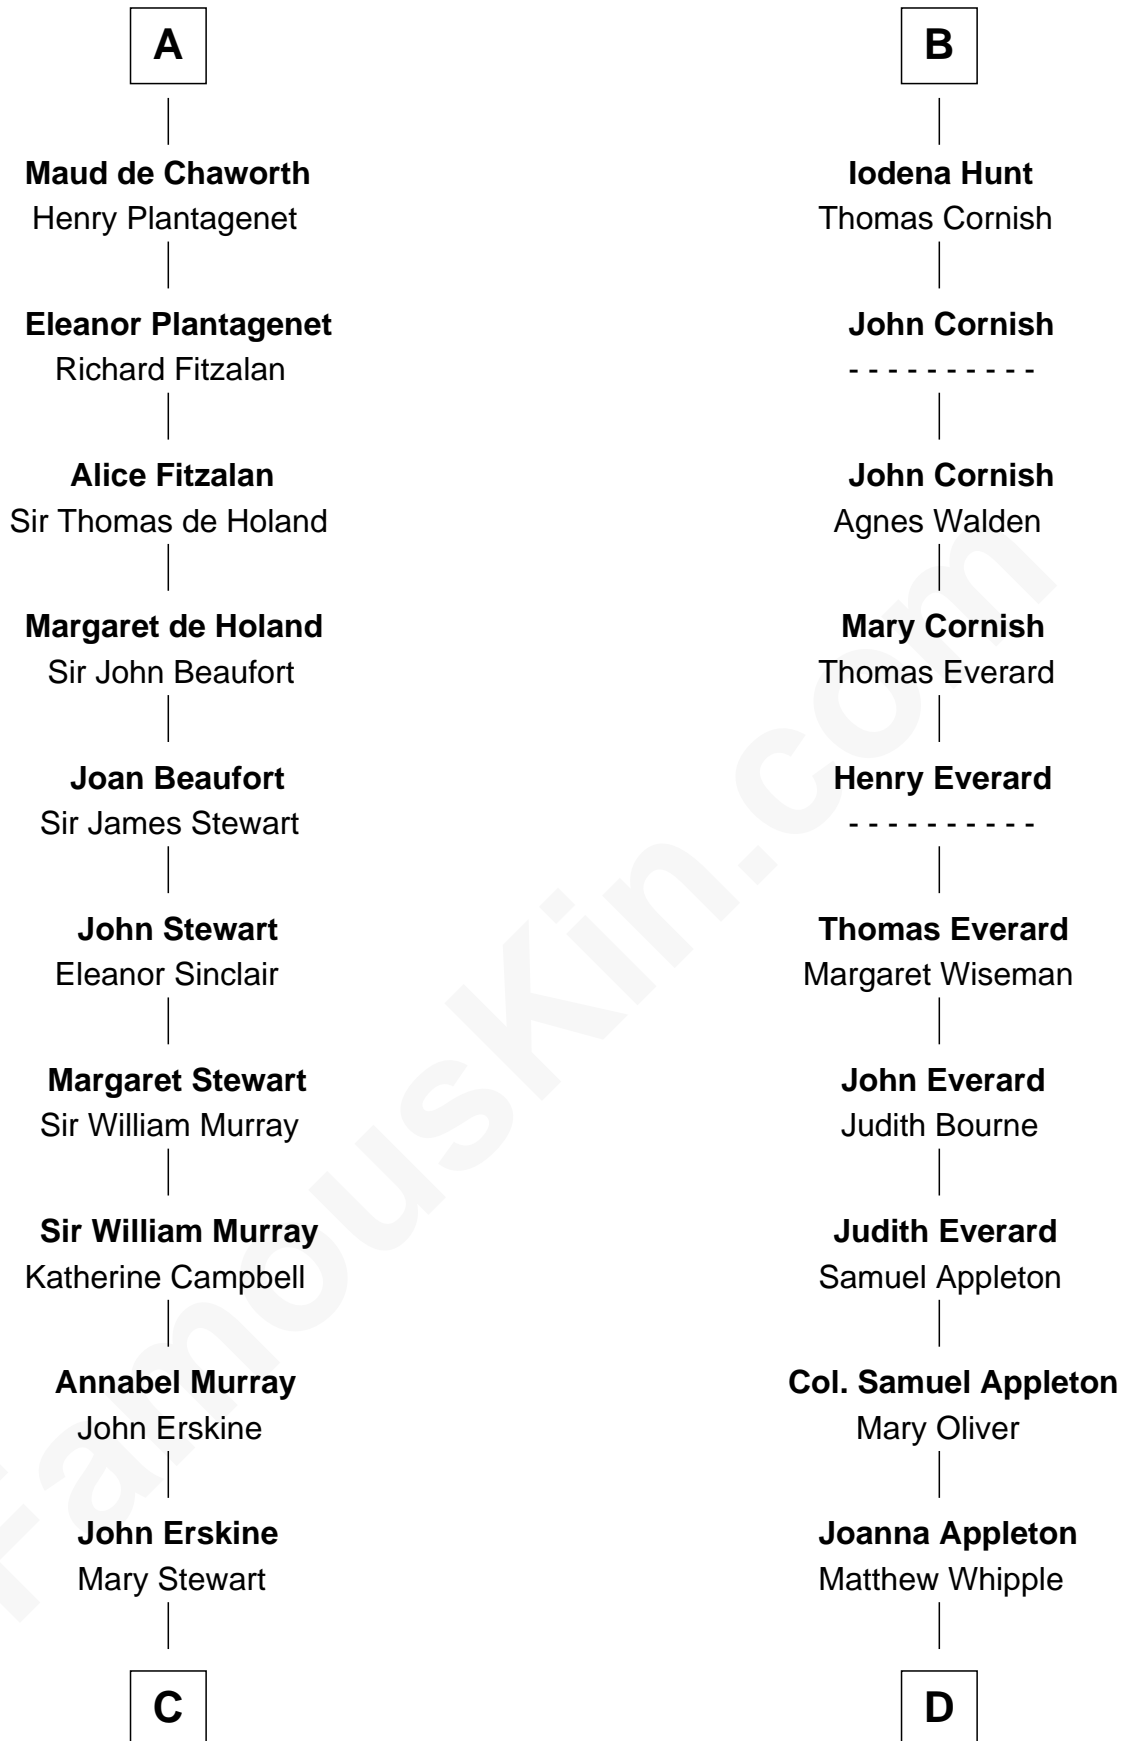 A
Maud de Chaworth
Henry Plantagenet
Eleanor Plantagenet
Richard Fitzalan
Alice Fitzalan
Sir Thomas de Holand
Margaret de Holand
Sir John Beaufort
Joan Beaufort
Sir James Stewart
John Stewart
Eleanor Sinclair
Margaret Stewart
Sir William Murray
Sir William Murray
Katherine Campbell
Annabel Murray
John Erskine
John Erskine
Mary Stewart
C
B
Iodena Hunt
Thomas Cornish
John Cornish
- - - - - - - - - -
John Cornish
Agnes Walden
Mary Cornish
Thomas Everard
Henry Everard
- - - - - - - - - -
Thomas Everard
Margaret Wiseman
John Everard
Judith Bourne
Judith Everard
Samuel Appleton
Col. Samuel Appleton
Mary Oliver
Joanna Appleton
Matthew Whipple
D
FamousKin.com